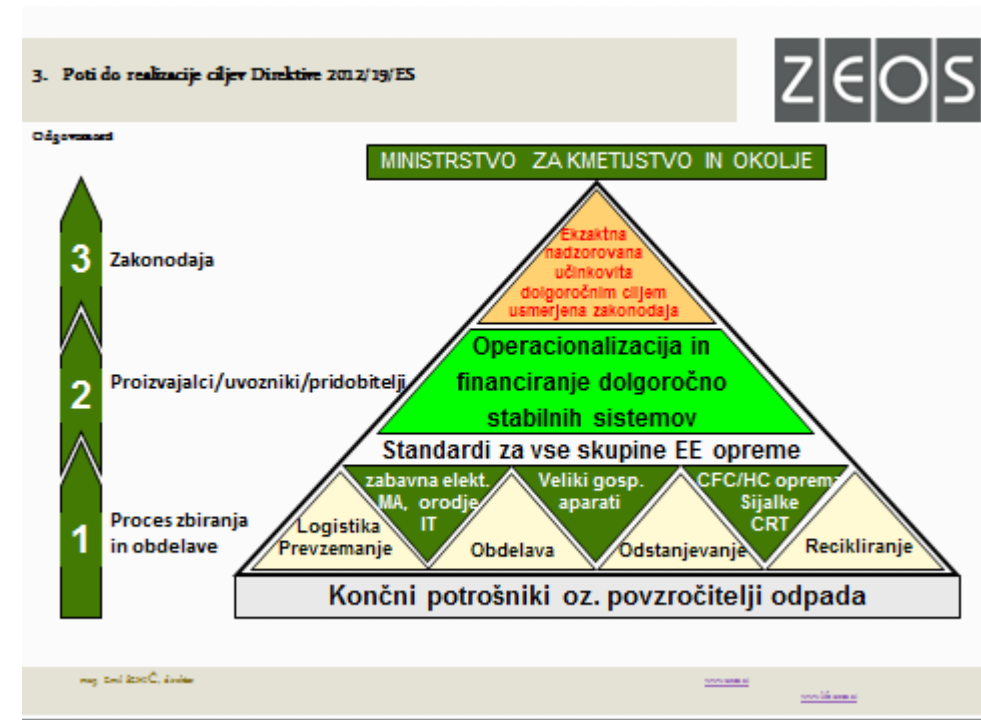 3. Poti do realizacije ciljev Direktive 2012/19/ES
ZEOS
Odgovornosti
MINISTRSTVO ZA KMETIJSTVO IN OKOLJE
3
Zakonodaja
Ekzaktna
nadzorovana
učinkovita
dolgoročnim ciljem
usmerjena zakonodaja
2
Proizvajalci/uvozniki/pridobitelji
Operacionalizacija in
financiranje dolgoročno
stabilnih sistemov
Standardi za vse skupine EE opreme
1
Proces zbiranja
in obdelave
zabavna elekt.
MA, orodje
IT
Veliki gosp.
aparati
CFC/HC oprema
Sijalke
CRT
Logistika
Prevzemanje
Obdelava
Odstanjevanje
Recikliranje
Končni potrošniki oz. povzročitelji odpada
mag.